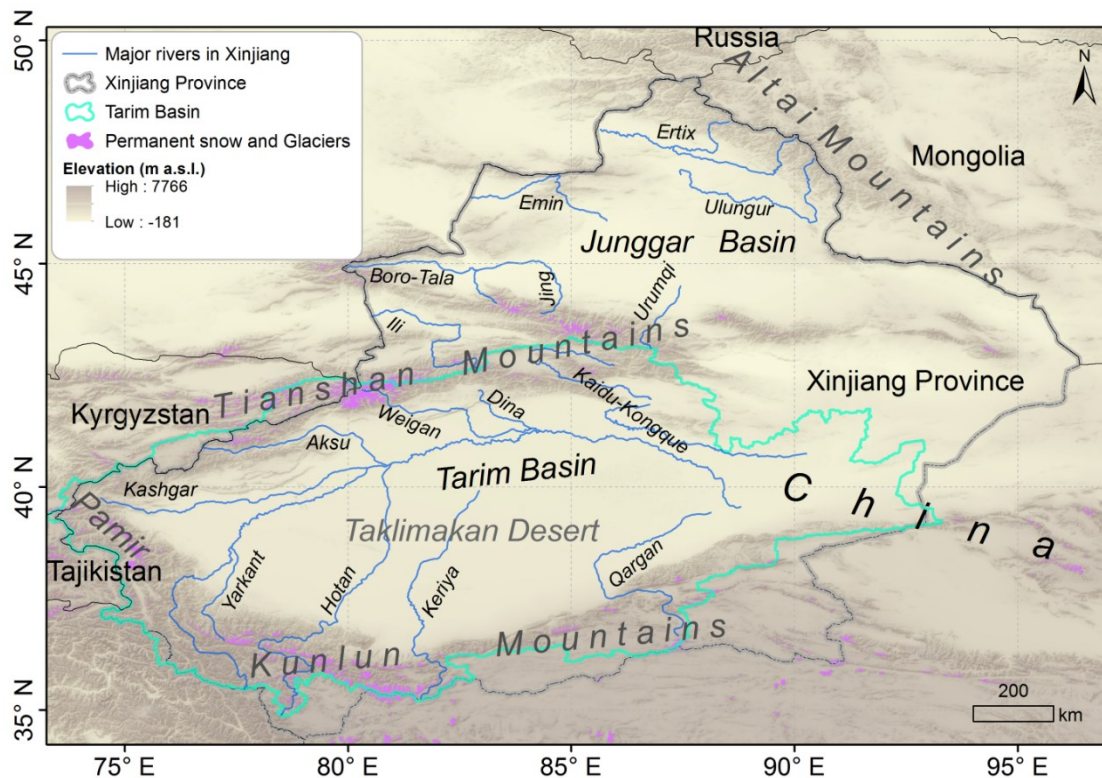 50° N
45° N
40° N
35° N
Major rivers in Xinjiang
Xinjiang Province
Tarim Basin
Permanent snow and Glaciers
Elevation (m a.s.l.)
High : 7766
Low : -181
Russia
N
Altai Mountains
Mongolia
Ertix
Emin
Ulungur
Junggar Basin
Boro-Tala
Jing
Urumqi
Ili
Tianshan Mountains
Xinjiang Province
Kyrgyzstan
Weigan
Dina
Kaidu-Kongque
Aksu
Tarim Basin
Kashgar
China
Pamir
Taklimakan Desert
Tajikistan
Yarkant
Hotan
Keriya
Qargan
Kunlun Mountains
200
km
75° E
80° E
85° E
90° E
95° E